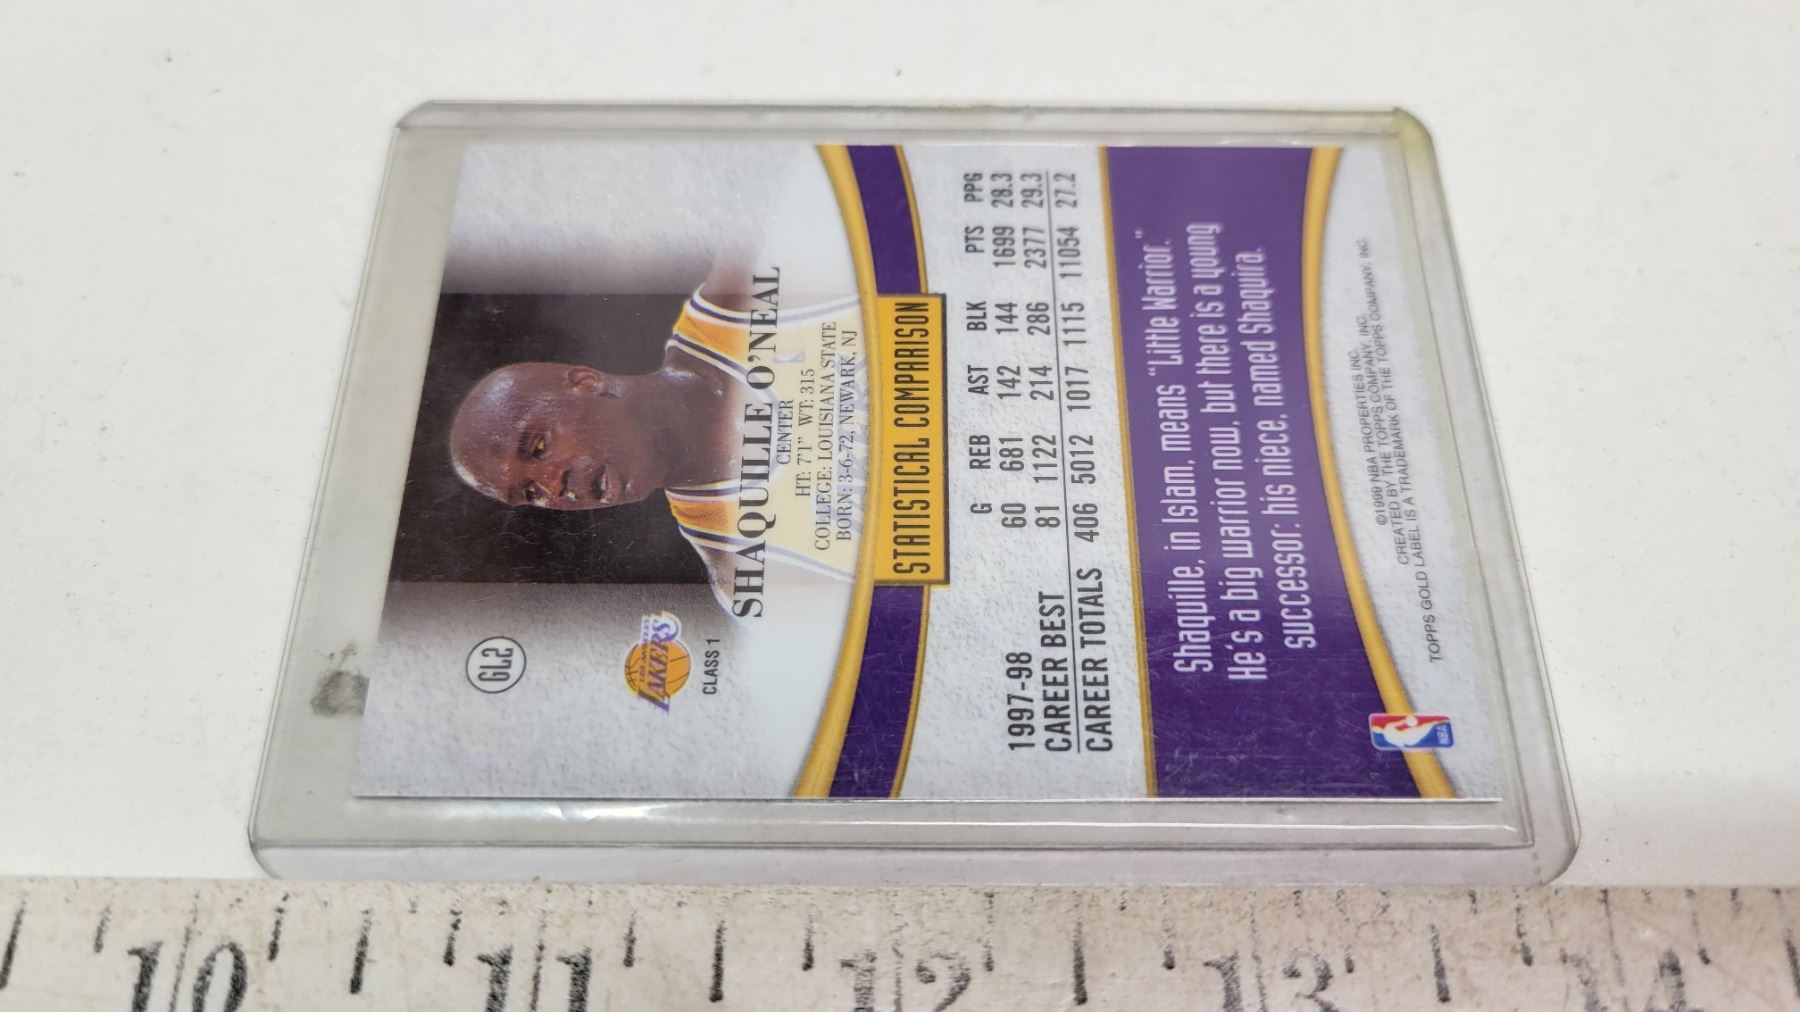 GL2
LOS ANGELES
LAKERS
CLASS 1
SHAQUILLE O'NEAL
CENTER
HT: 7'1" WT: 315
COLLEGE: LOUISIANA STATE
BORN: 3-6-72, NEWARK, NJ
STATISTICAL COMPARISON
G REB AST BLK PTS PPG
1997-98 60 681 142 144 1699 28.3
CAREER BEST 81 1122 214 286 2377 29.3
CAREER TOTALS 406 5012 1017 1115 11054 27.2
Shaquille, in Islam, means "Little Warrior."
He's a big warrior now, but there is a young
successor: his niece, named Shaquira.
©1999 NBA PROPERTIES INC.
CREATED BY THE TOPPS COMPANY, INC.
TOPPS GOLD LABEL IS A TRADEMARK OF THE TOPPS COMPANY, INC.
NBA
10 11 12 13 14